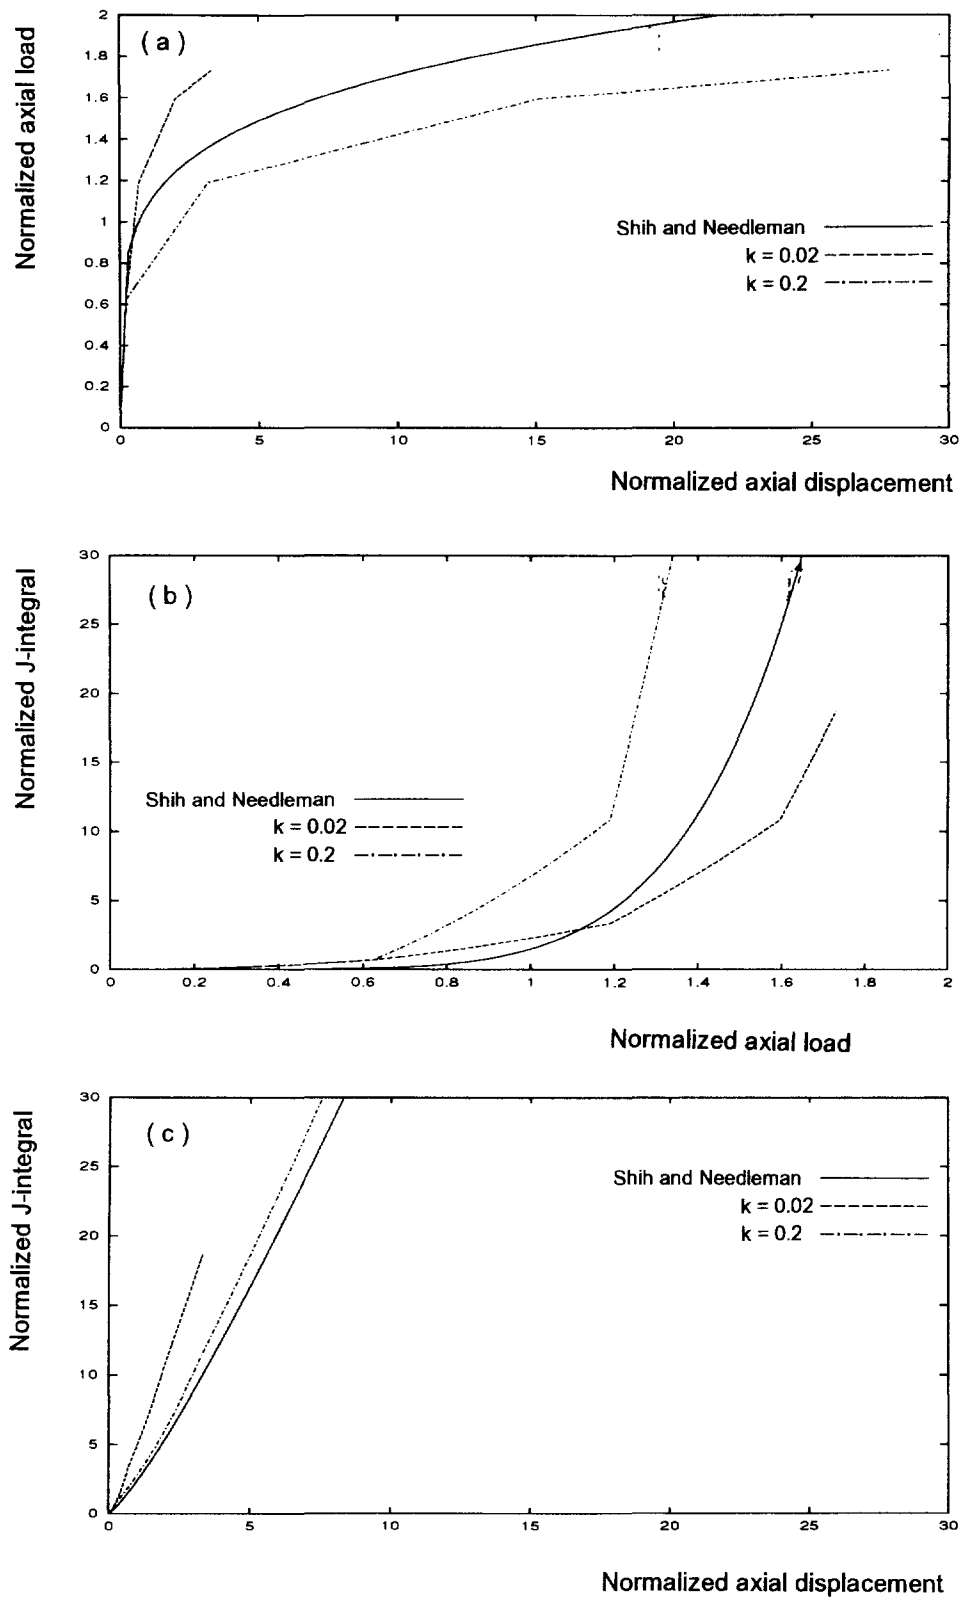 (a)
Normalized axial load
2
1.8
1.6
1.4
1.2
1
0.8
0.6
0.4
0.2
0
Shih and Needleman
k = 0.02
k = 0.2
0 5 10 15 20 25 30
Normalized axial displacement
(b)
Normalized J-integral
30
25
20
15
10
5
0
Shih and Needleman
k = 0.02
k = 0.2
0 0.2 0.4 0.6 0.8 1 1.2 1.4 1.6 1.8 2
Normalized axial load
(c)
Normalized J-integral
30
25
20
15
10
5
0
Shih and Needleman
k = 0.02
k = 0.2
0 5 10 15 20 25 30
Normalized axial displacement